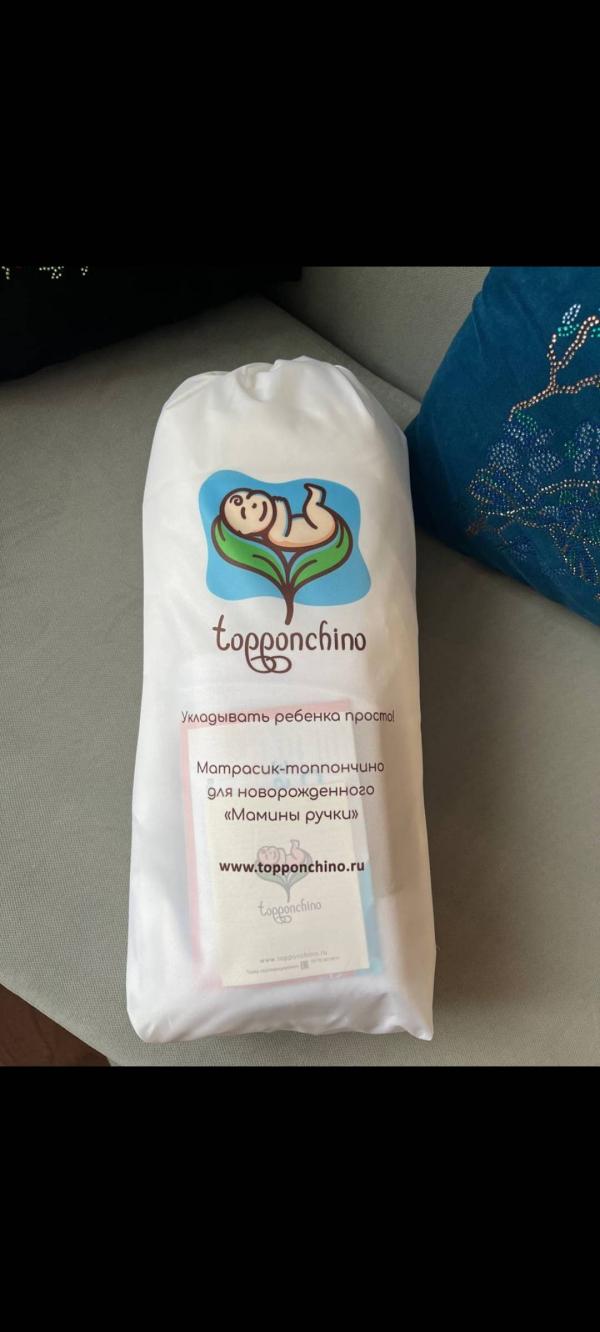 topponchino
Укладывать ребенка просто!
Матрасик-топпончино
для новорожденного
«Мамины ручки»
www.topponchino.ru
topponchino
www.topponchino.ru